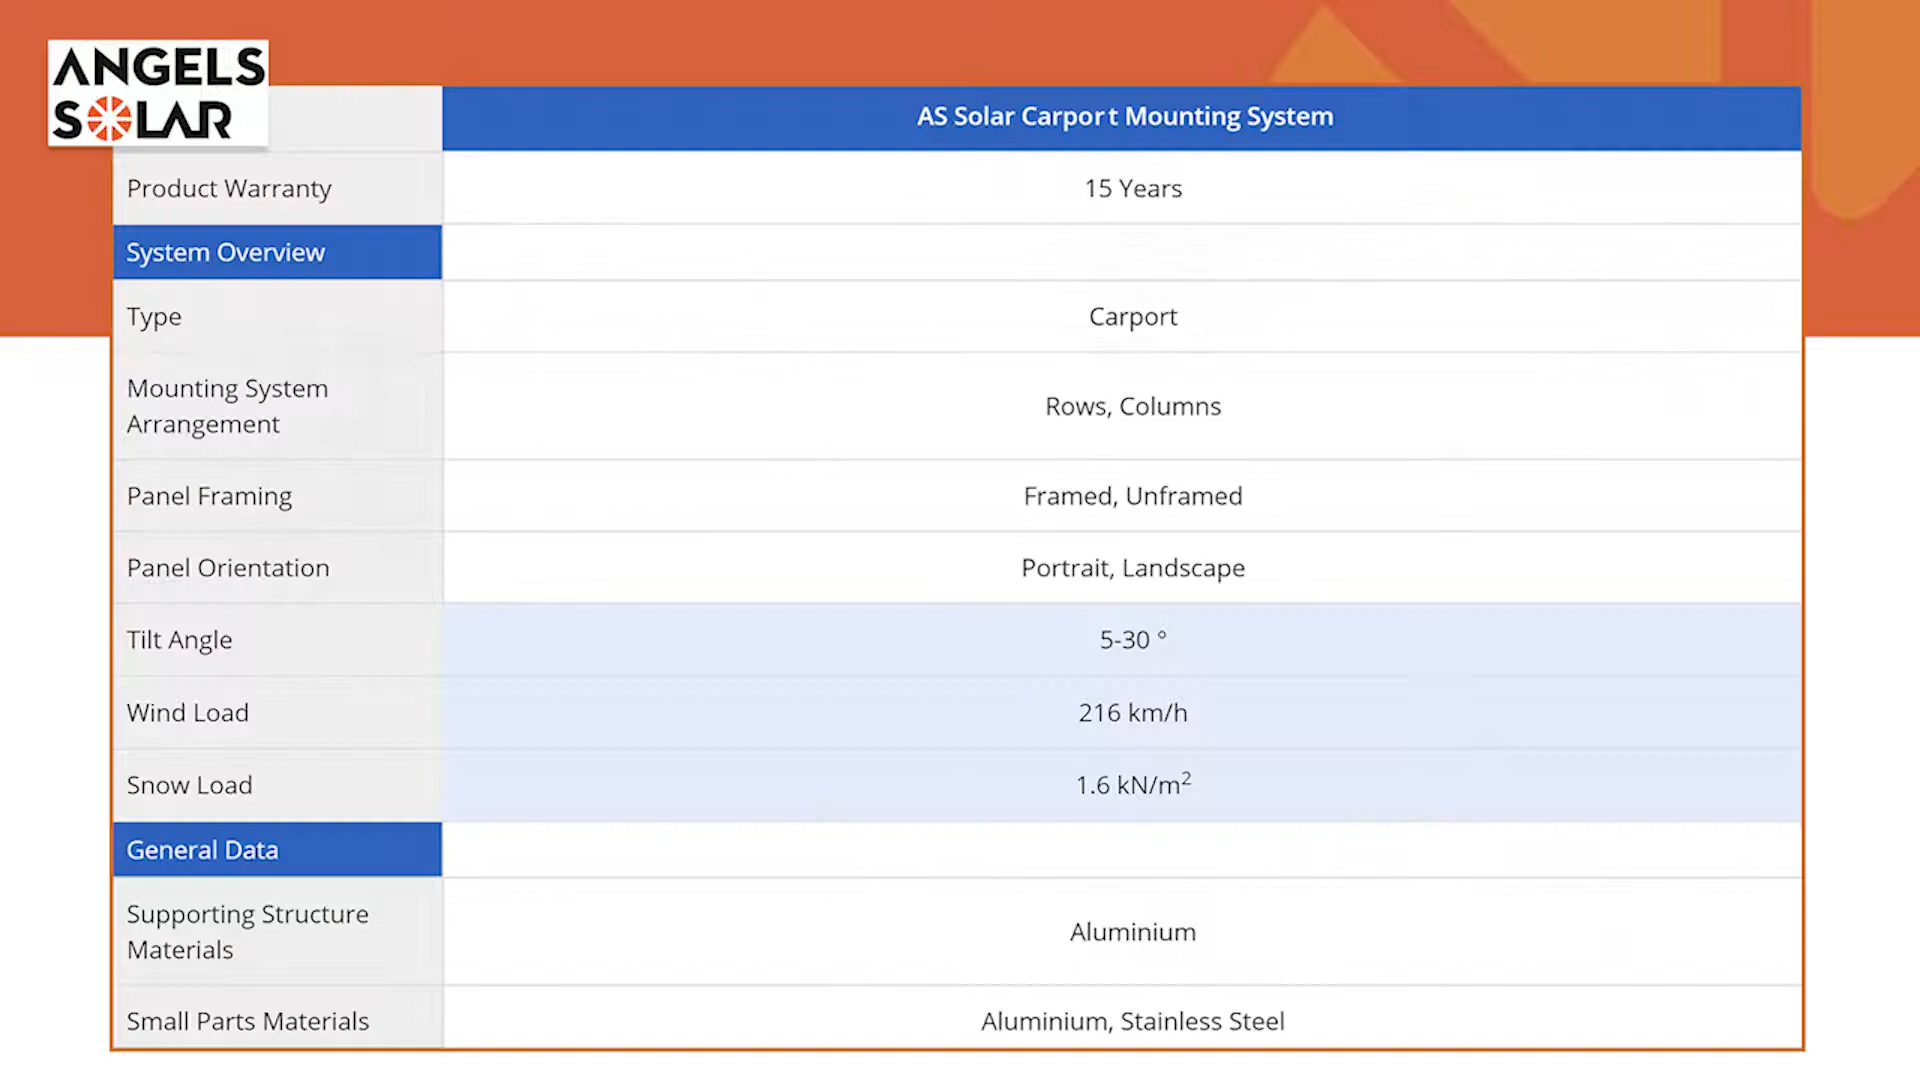 ANGELS
SOLAR
AS Solar Carport Mounting System
Product Warranty
15 Years
System Overview
Type
Carport
Mounting System
Arrangement
Rows, Columns
Panel Framing
Framed, Unframed
Panel Orientation
Portrait, Landscape
Tilt Angle
5-30 °
Wind Load
216 km/h
Snow Load
1.6 kN/m²
General Data
Supporting Structure
Materials
Aluminium
Small Parts Materials
Aluminium, Stainless Steel